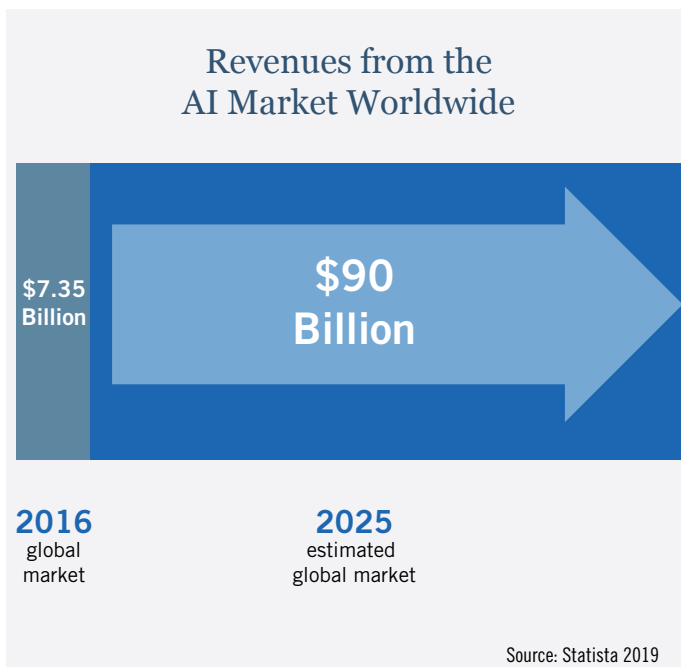 Revenues from the
AI Market Worldwide
$7.35
Billion
$90
Billion
2016
global
market
2025
estimated
global market
Source: Statista 2019